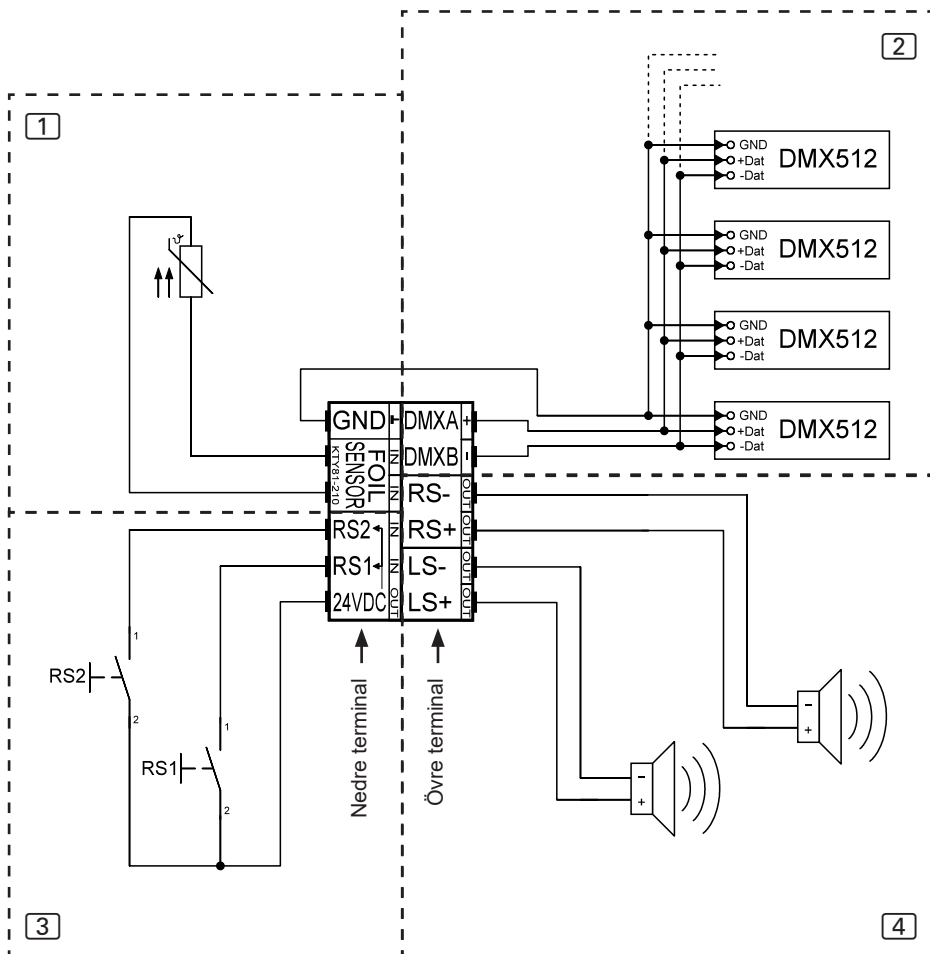 2
1
GND
+Dat
-Dat
DMX512
GND
+Dat
-Dat
DMX512
GND
+Dat
-Dat
DMX512
GND
+Dat
-Dat
DMX512
ϑ
GND
FOIL SENSOR
KTY81-210
IN
IN
RS2
IN
RS1
IN
24VDC
OUT
DMXA
+
DMXB
-
RS-
OUT
RS+
OUT
LS-
OUT
LS+
OUT
Nedre terminal
Övre terminal
RS2
1
2
RS1
1
2
-
+
-
+
3
4